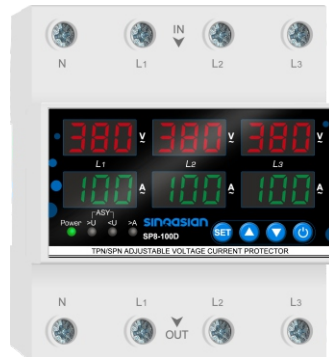 IN
N L1 L2 L3
380 V 380 V 380 V
L1 L2 L3
100 A 100 A 100 A
ASY
Power >U <U >A
SINOASIAN
SP8-100D
SET
TPN/SPN ADJUSTABLE VOLTAGE CURRENT PROTECTOR
N L1 L2 L3
OUT